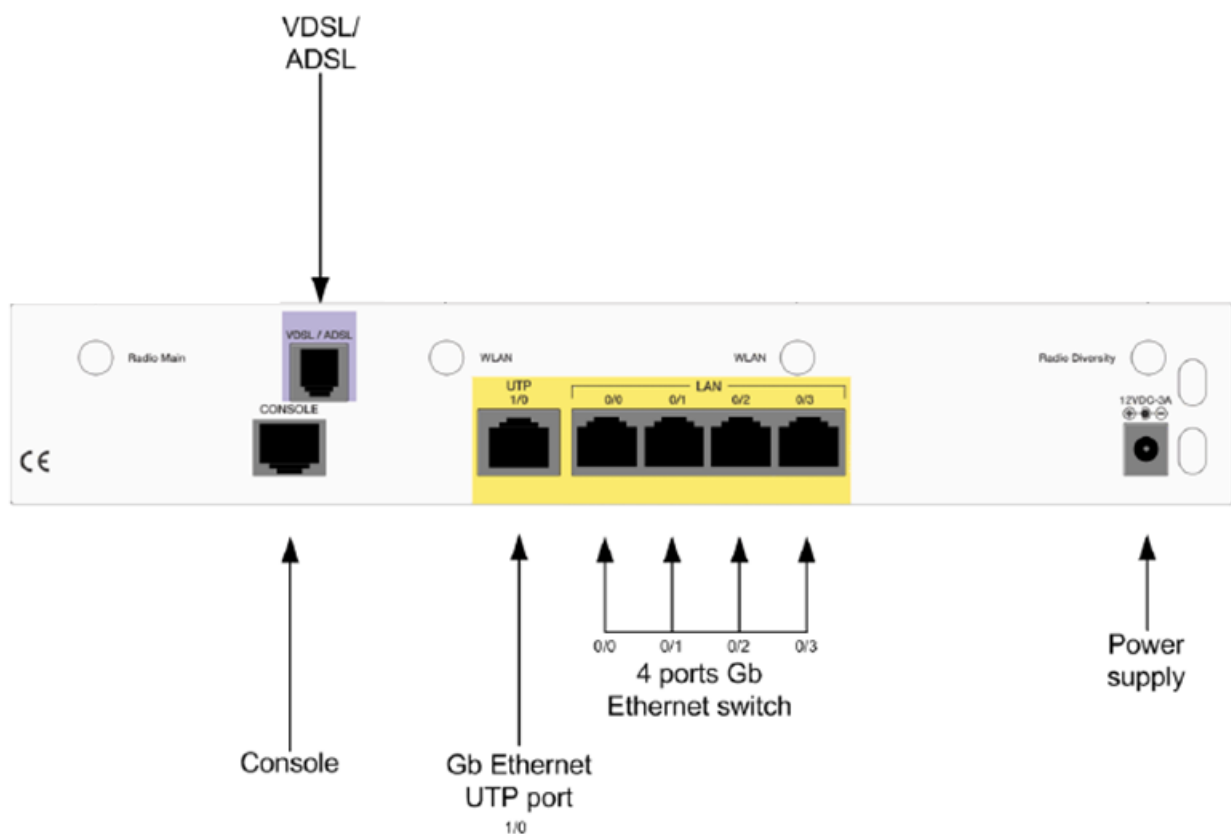 VDSL/
ADSL
VDSL / ADSL
Radio Main
WLAN
WLAN
Radio Diversity
UTP
1/0
LAN
0/0 0/1 0/2 0/3
12VDC-3A
CONSOLE
CE
0/0 0/1 0/2 0/3
4 ports Gb
Ethernet switch
Power
supply
Console
Gb Ethernet
UTP port
1/0